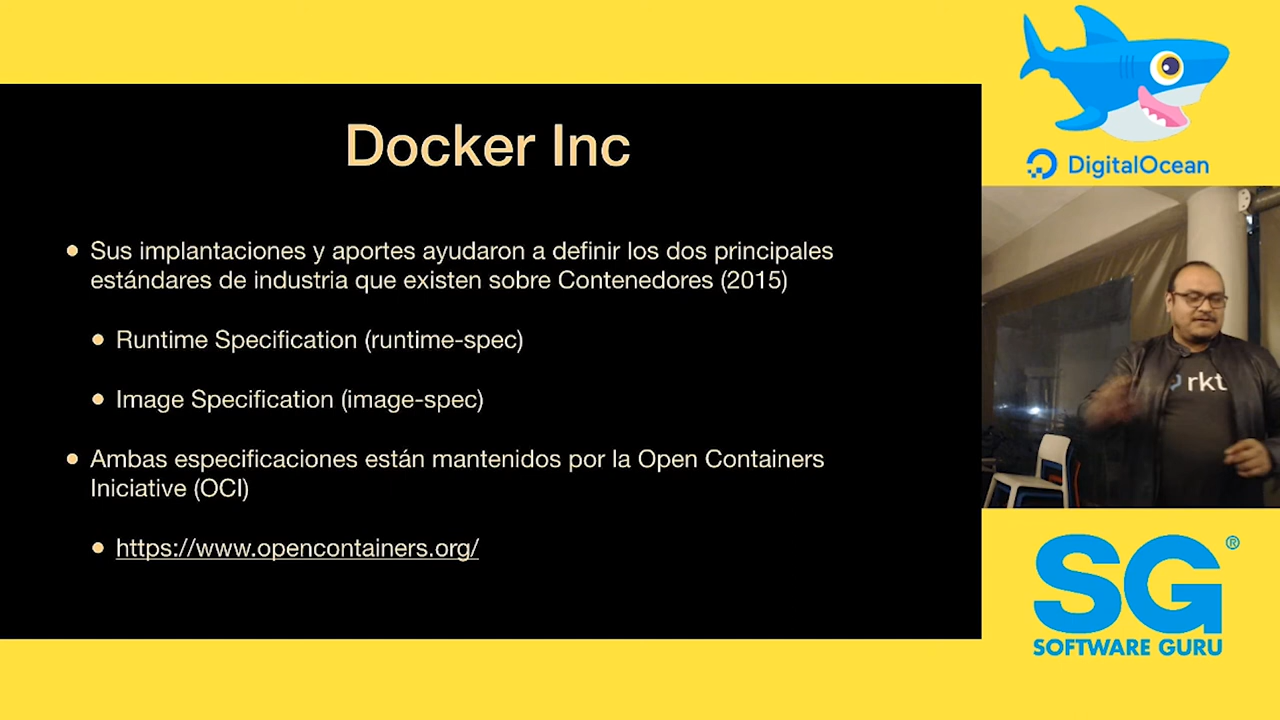 Docker Inc
• Sus implantaciones y aportes ayudaron a definir los dos principales
estándares de industria que existen sobre Contenedores (2015)
• Runtime Specification (runtime-spec)
• Image Specification (image-spec)
• Ambas especificaciones están mantenidos por la Open Containers
Iniciative (OCI)
• https://www.opencontainers.org/
DigitalOcean
rkt
SG®
SOFTWARE GURU